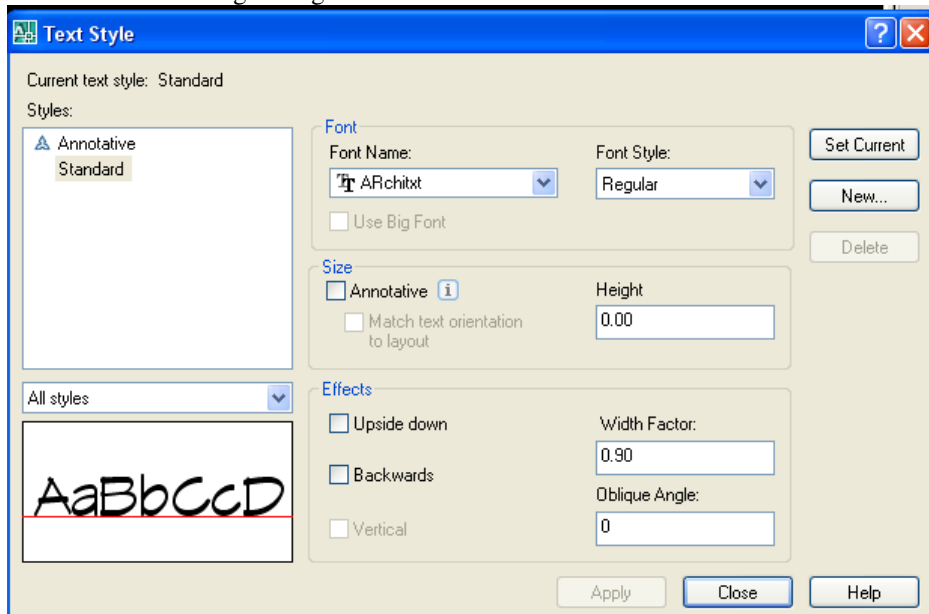 Text Style
Current text style: Standard
Styles:
Annotative
Standard
All styles
AaBbCcD
Font
Font Name:
ARchitxt
Use Big Font
Font Style:
Regular
Size
Annotative
Match text orientation
to layout
Height
0.00
Effects
Upside down
Backwards
Vertical
Width Factor:
0.90
Oblique Angle:
0
Set Current
New...
Delete
Apply
Close
Help